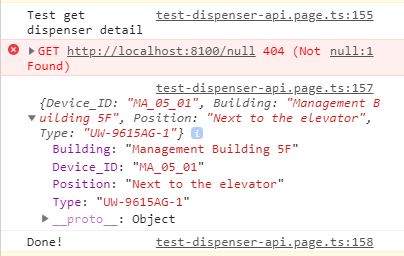 Test get test-dispenser-api.page.ts:155
dispenser detail
GET http://localhost:8100/null 404 (Not null:1
Found)
test-dispenser-api.page.ts:157
{Device_ID: "MA_05_01", Building: "Management B
uilding 5F", Position: "Next to the elevator",
Type: "UW-9615AG-1"} i
Building: "Management Building 5F"
Device_ID: "MA_05_01"
Position: "Next to the elevator"
Type: "UW-9615AG-1"
__proto__: Object
Done! test-dispenser-api.page.ts:158